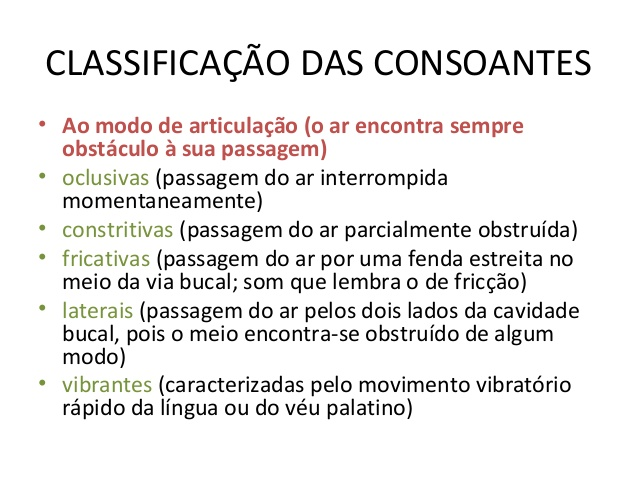 CLASSIFICAÇÃO DAS CONSOANTES
• Ao modo de articulação (o ar encontra sempre
obstáculo à sua passagem)
• oclusivas (passagem do ar interrompida
momentaneamente)
• constritivas (passagem do ar parcialmente obstruída)
• fricativas (passagem do ar por uma fenda estreita no
meio da via bucal; som que lembra o de fricção)
• laterais (passagem do ar pelos dois lados da cavidade
bucal, pois o meio encontra-se obstruído de algum
modo)
• vibrantes (caracterizadas pelo movimento vibratório
rápido da língua ou do véu palatino)